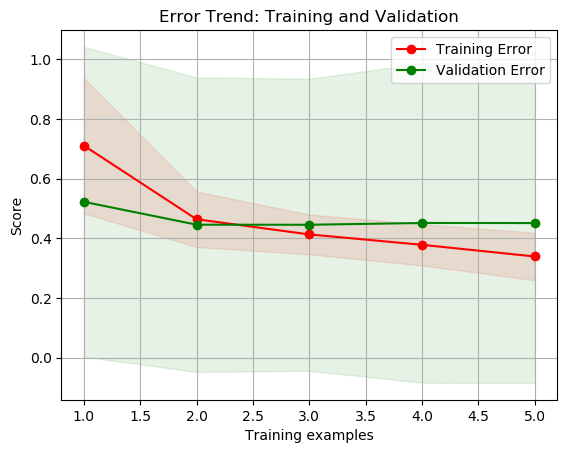 Error Trend: Training and Validation
Training Error
Validation Error
Score
1.0
0.8
0.6
0.4
0.2
0.0
1.0 1.5 2.0 2.5 3.0 3.5 4.0 4.5 5.0
Training examples